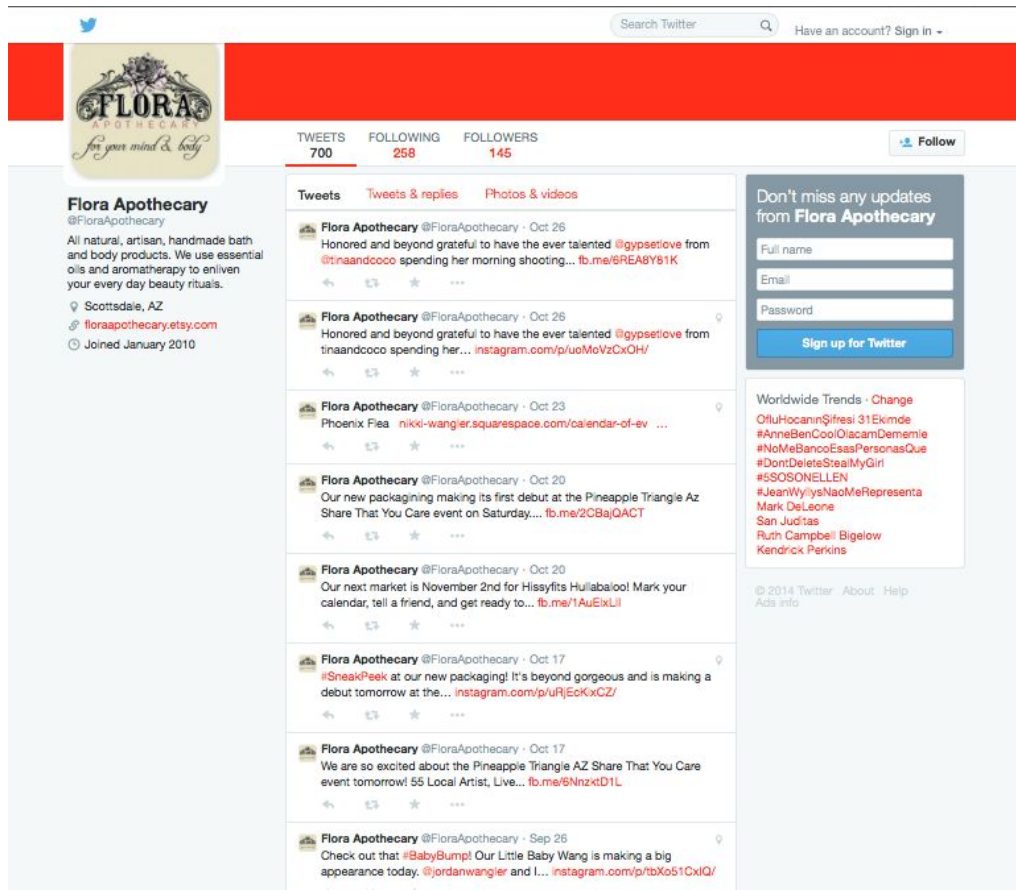 Search Twitter
Have an account? Sign in
FLORA
APOTHECARY
for your mind & body
TWEETS FOLLOWING FOLLOWERS
700 258 145
Follow
Flora Apothecary
@FloraApothecary
All natural, artisan, handmade bath
and body products. We use essential
oils and aromatherapy to enliven
your every day beauty rituals.
Scottsdale, AZ
floraapothecary.etsy.com
Joined January 2010
Tweets Tweets & replies Photos & videos
Flora Apothecary @FloraApothecary · Oct 26
Honored and beyond grateful to have the ever talented @gypsetlove from
@tinaandcoco spending her morning shooting... fb.me/6REA8Y81K
Flora Apothecary @FloraApothecary · Oct 26
Honored and beyond grateful to have the ever talented @gypsetlove from
tinaandcoco spending her... instagram.com/p/uoMoVzCxOH/
Flora Apothecary @FloraApothecary · Oct 23
Phoenix Flea nikki-wangler.squarespace.com/calendar-of-ev ...
Flora Apothecary @FloraApothecary · Oct 20
Our new packagining making its first debut at the Pineapple Triangle Az
Share That You Care event on Saturday.... fb.me/2CBajQACT
Flora Apothecary @FloraApothecary · Oct 20
Our next market is November 2nd for Hissyfits Hullabaloo! Mark your
calendar, tell a friend, and get ready to... fb.me/1AuElxLlI
Flora Apothecary @FloraApothecary · Oct 17
#SneakPeek at our new packaging! It's beyond gorgeous and is making a
debut tomorrow at the... instagram.com/p/uRjEcKixCZ/
Flora Apothecary @FloraApothecary · Oct 17
We are so excited about the Pineapple Triangle AZ Share That You Care
event tomorrow! 55 Local Artist, Live... fb.me/6NnzktD1L
Flora Apothecary @FloraApothecary · Sep 26
Check out that #BabyBump! Our Little Baby Wang is making a big
appearance today. @jordanwangler and I... instagram.com/p/tbXo51CxIQ/
Don't miss any updates
from Flora Apothecary
Full name
Email
Password
Sign up for Twitter
Worldwide Trends · Change
OfluHocanınŞifresi 31Ekimde
#AnneBenCoolOlacamDememle
#NoMeBancoEsasPersonasQue
#DontDeleteStealMyGirl
#5SOSONELLEN
#JeanWyllysNaoMeRepresenta
Mark DeLeone
San Juditas
Ruth Campbell Bigelow
Kendrick Perkins
© 2014 Twitter About Help
Ads info